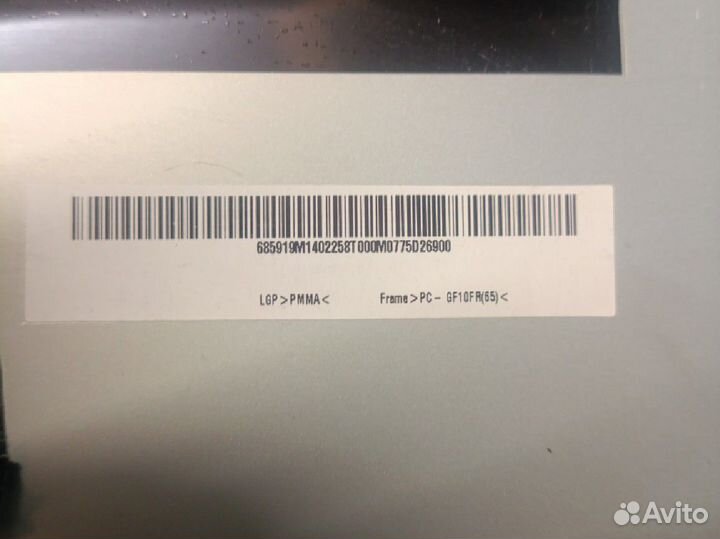 685919M1402258T000M0775D26900
LGP>PMMA< Frame>PC- GF10FR(65)<
Avito